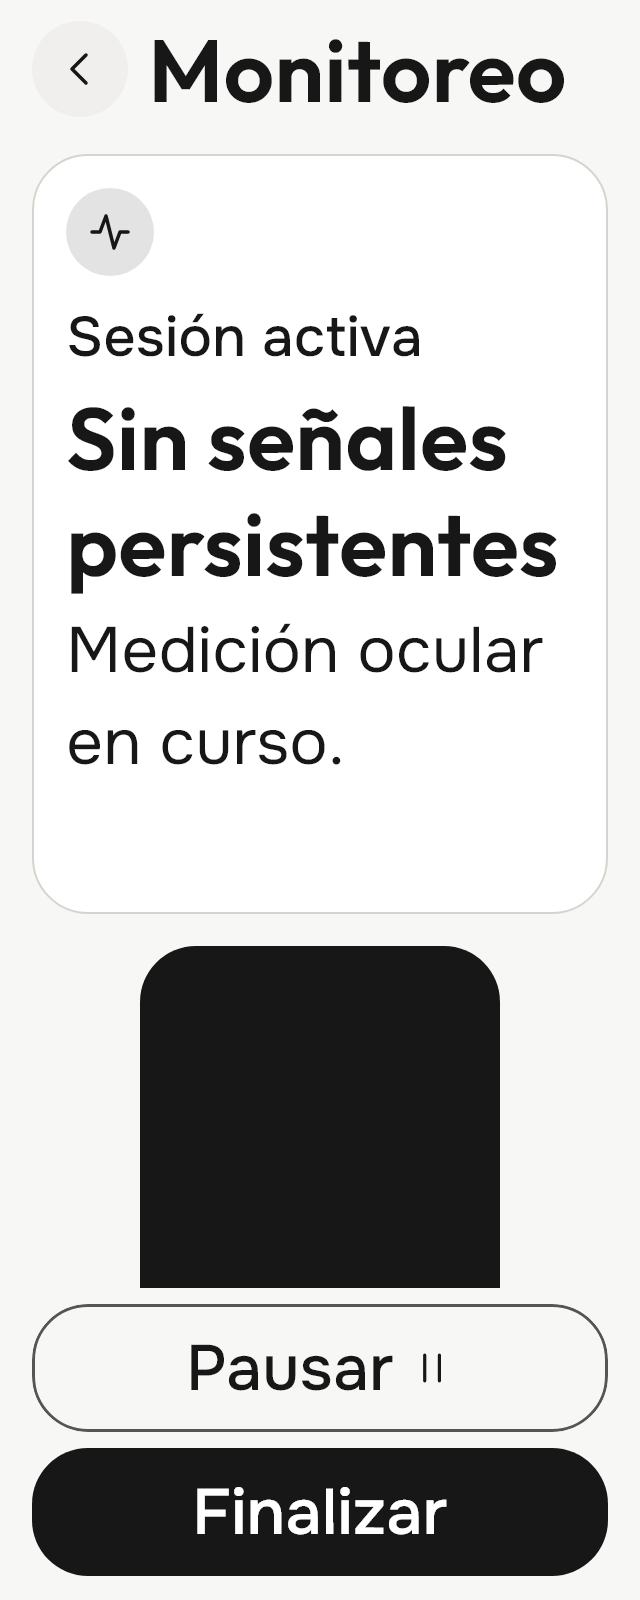 Monitoreo
Sesión activa
Sin señales
persistentes
Medición ocular
en curso.
Pausar
Finalizar